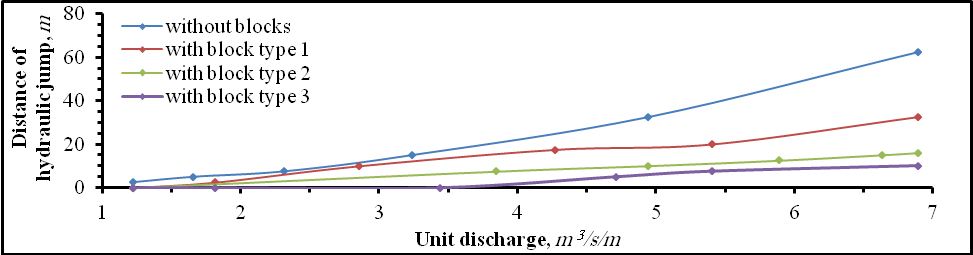 Distance of
hydraulic jump, m
80
60
40
20
0
without blocks
with block type 1
with block type 2
with block type 3
1 2 3 4 5 6 7
Unit discharge, m³/s/m